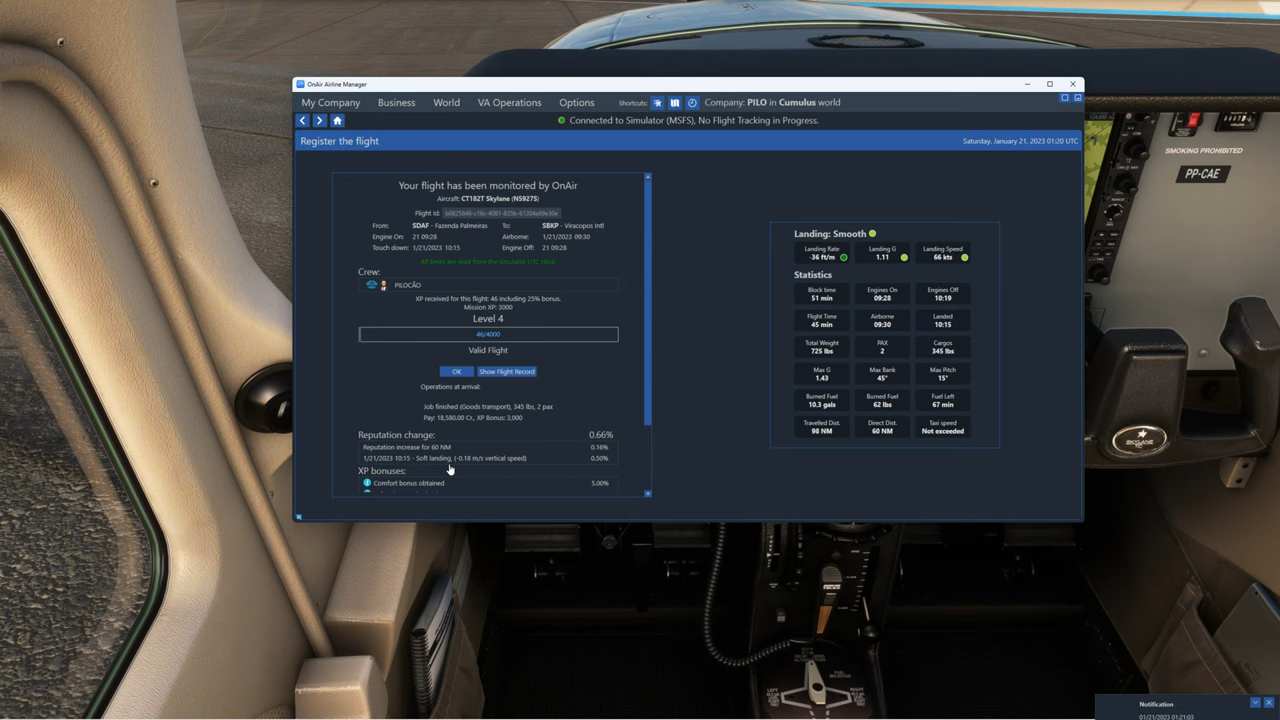 OnAir Airline Manager
My Company Business World VA Operations Options Shortcuts: Company: PILO in Cumulus world
Connected to Simulator (MSFS), No Flight Tracking in Progress.
Register the flight
Saturday, January 21, 2023 01:20 UTC
Your flight has been monitored by OnAir
Aircraft: CT182T Skylane (N5927S)
Flight Id:
From: SDAF - Fazenda Palmeiras To: SBKP - Viracopos Intl
Engine On: 21 09:28 Airborne: 1/21/2023 09:30
Touch down: 1/21/2023 10:15 Engine Off: 21 09:28
All times are read from the simulator UTC clock
Crew:
PILOCÃO
XP received for this flight: 46 including 25% bonus.
Mission XP: 3000
Level 4
46/4000
Valid Flight
OK Show Flight Record
Operations at arrival:
Job finished (Goods transport), 345 lbs, 2 pax
Pay: 18,580.00 Cr., XP Bonus: 3,000
Reputation change: 0.66%
Reputation increase for 60 NM 0.16%
1/21/2023 10:15 - Soft landing, (-0.18 m/s vertical speed) 0.50%
XP bonuses:
Comfort bonus obtained 5.00%
Landing: Smooth
Landing Rate Landing G Landing Speed
-36 ft/m 1.11 66 kts
Statistics
Block time Engines On Engines Off
51 min 09:28 10:19
Flight Time Airborne Landed
45 min 09:30 10:15
Total Weight PAX Cargos
725 lbs 2 345 lbs
Max G Max Bank Max Pitch
1.43 45° 15°
Burned Fuel Burned Fuel Fuel Left
10.3 gals 62 lbs 67 min
Travelled Dist. Direct Dist. Taxi speed
98 NM 60 NM Not exceeded
SMOKING PROHIBITED
PP-CAE
SKYLANE
FUEL
SELECTOR
LEFT
RIGHT
Notification
01/21/2023 01:21:03